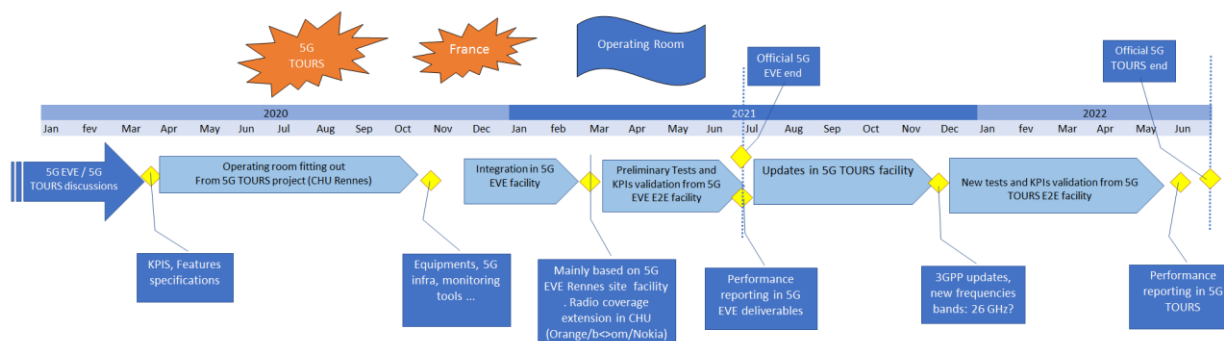 5G
TOURS
France
Operating Room
Official 5G
EVE end
Official 5G
TOURS end
2020
2021
2022
Jan fev Mar Apr May Jun Jul Aug Sep Oct Nov Dec Jan feb Mar Apr May Jun Jul Aug Sep Oct Nov Dec Jan Feb Mar Apr May Jun
5G EVE / 5G
TOURS discussions
Operating room fitting out
From 5G TOURS project (CHU Rennes)
Integration in 5G
EVE facility
Preliminary Tests and
KPIs validation from 5G
EVE E2E facility
Updates in 5G TOURS facility
New tests and KPIs validation from 5G
TOURS E2E facility
KPIS, Features
specifications
Equipments, 5G
infra, monitoring
tools ...
Mainly based on 5G
EVE Rennes site facility
. Radio coverage
extension in CHU
(Orange/b<>om/Nokia)
Performance
reporting in 5G
EVE deliverables
3GPP updates,
new frequencies
bands: 26 GHz?
Performance
reporting in 5G
TOURS